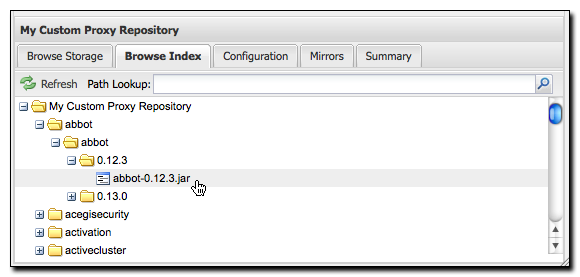 My Custom Proxy Repository
Browse Storage Browse Index Configuration Mirrors Summary
Refresh Path Lookup:
My Custom Proxy Repository
abbot
abbot
0.12.3
abbot-0.12.3.jar
0.13.0
acegisecurity
activation
activecluster